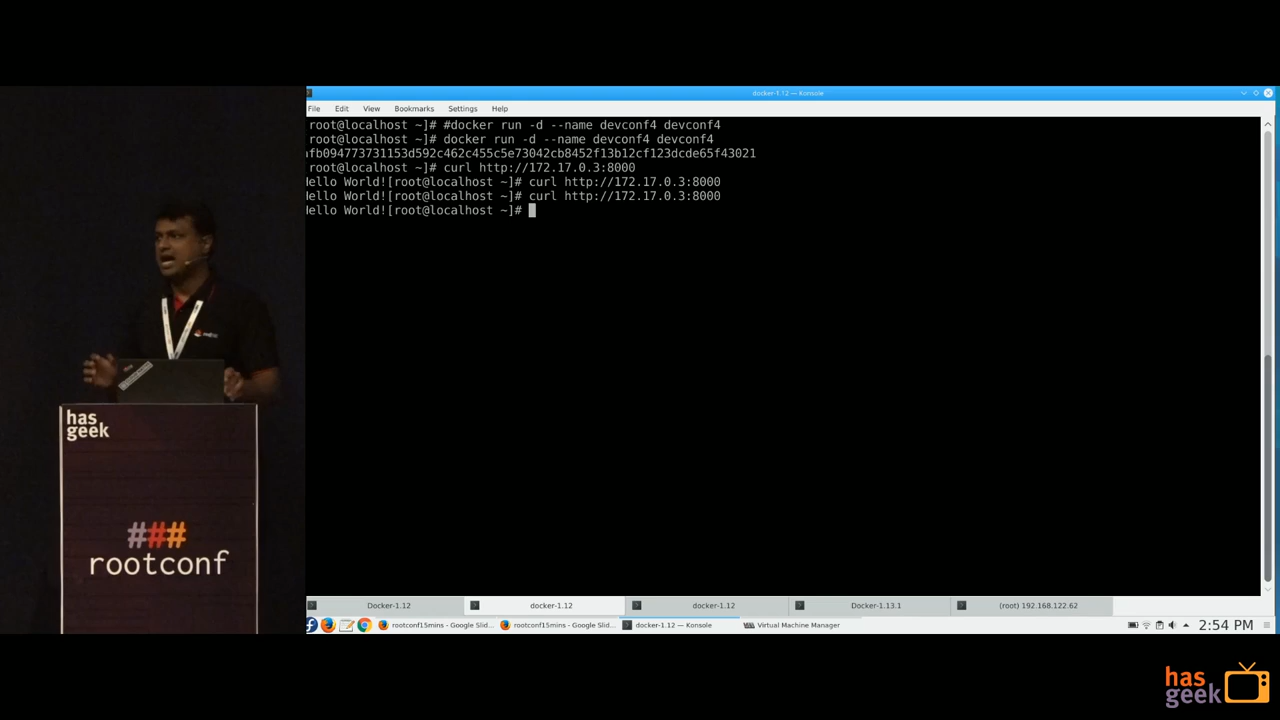 docker-1.12 — Konsole
File Edit View Bookmarks Settings Help
root@localhost ~]# #docker run -d --name devconf4 devconf4
root@localhost ~]# docker run -d --name devconf4 devconf4
fb094773731153d592c462c455c5e73042cb8452f13b12cf123dcde65f43021
root@localhost ~]# curl http://172.17.0.3:8000
ello World![root@localhost ~]# curl http://172.17.0.3:8000
ello World![root@localhost ~]# curl http://172.17.0.3:8000
ello World![root@localhost ~]#
Docker-1.12 docker-1.12 docker-1.12 Docker-1.13.1 (root) 192.168.122.62
rootconf15mins - Google Slid... rootconf15mins - Google Slid... docker-1.12 — Konsole Virtual Machine Manager 2:54 PM
has
geek
###
rootconf
has
geek